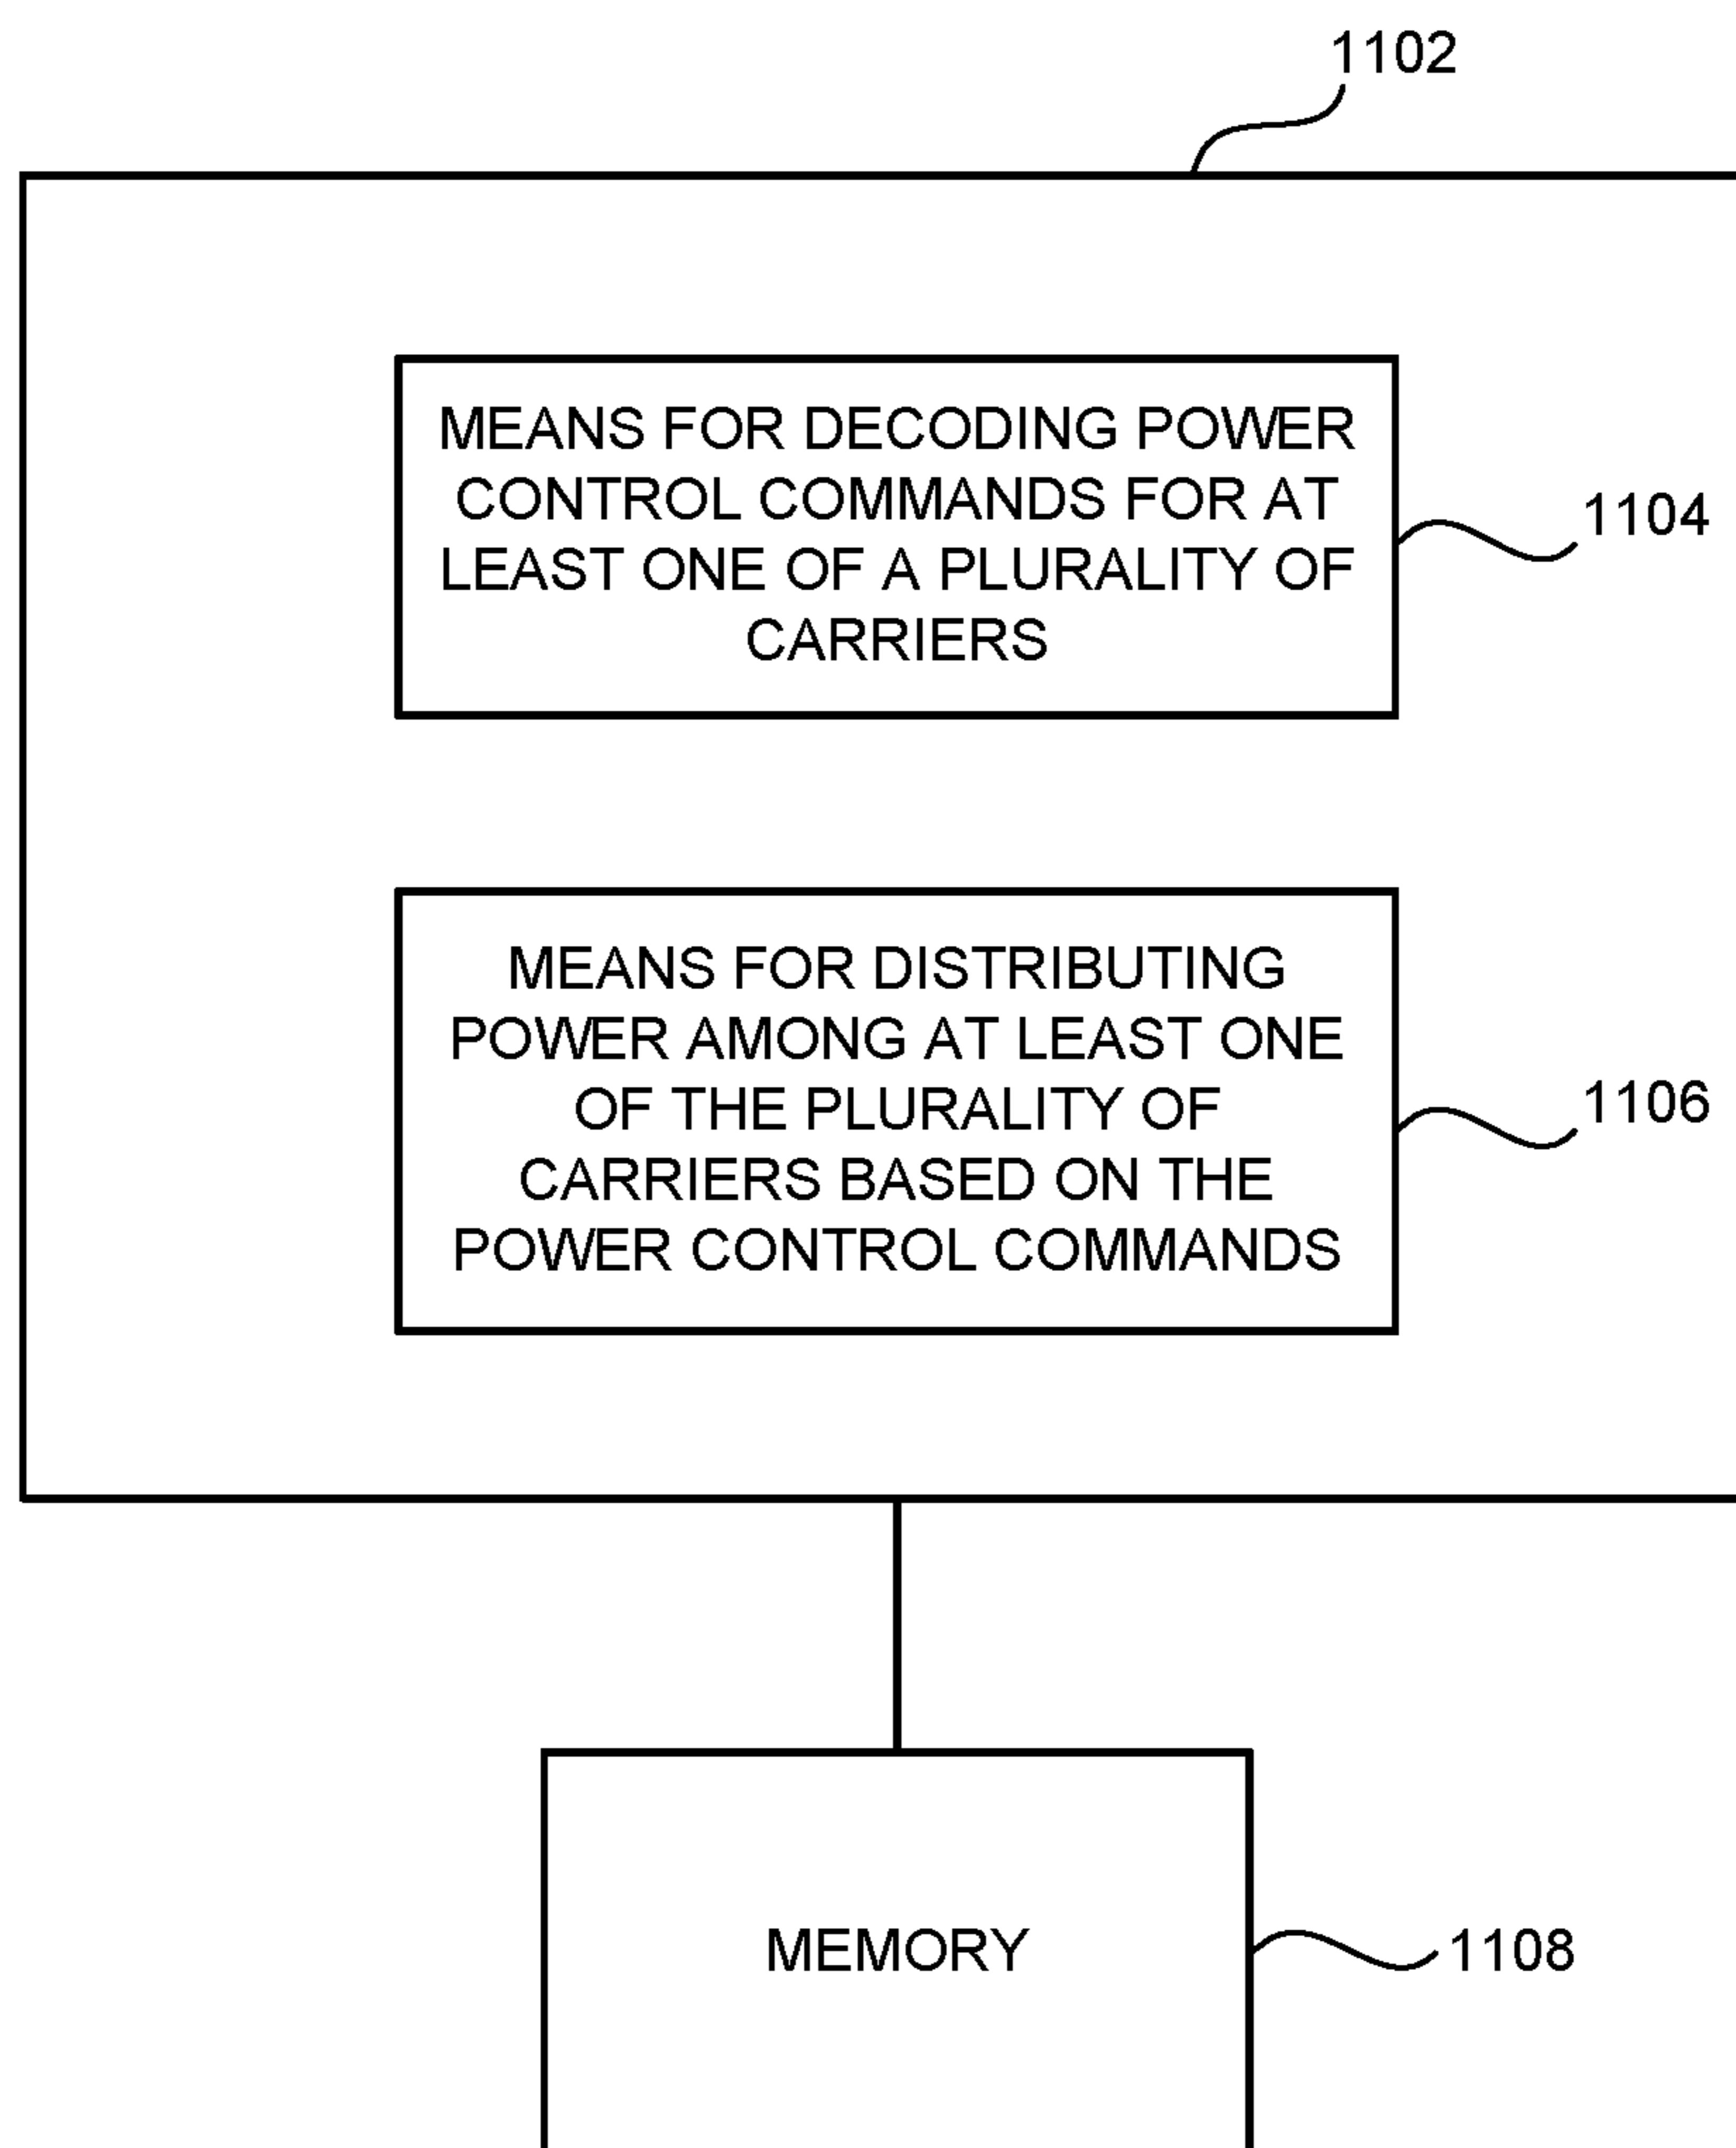 1102
MEANS FOR DECODING POWER
CONTROL COMMANDS FOR AT
LEAST ONE OF A PLURALITY OF
CARRIERS
1104
MEANS FOR DISTRIBUTING
POWER AMONG AT LEAST ONE
OF THE PLURALITY OF
CARRIERS BASED ON THE
POWER CONTROL COMMANDS
1106
MEMORY
1108